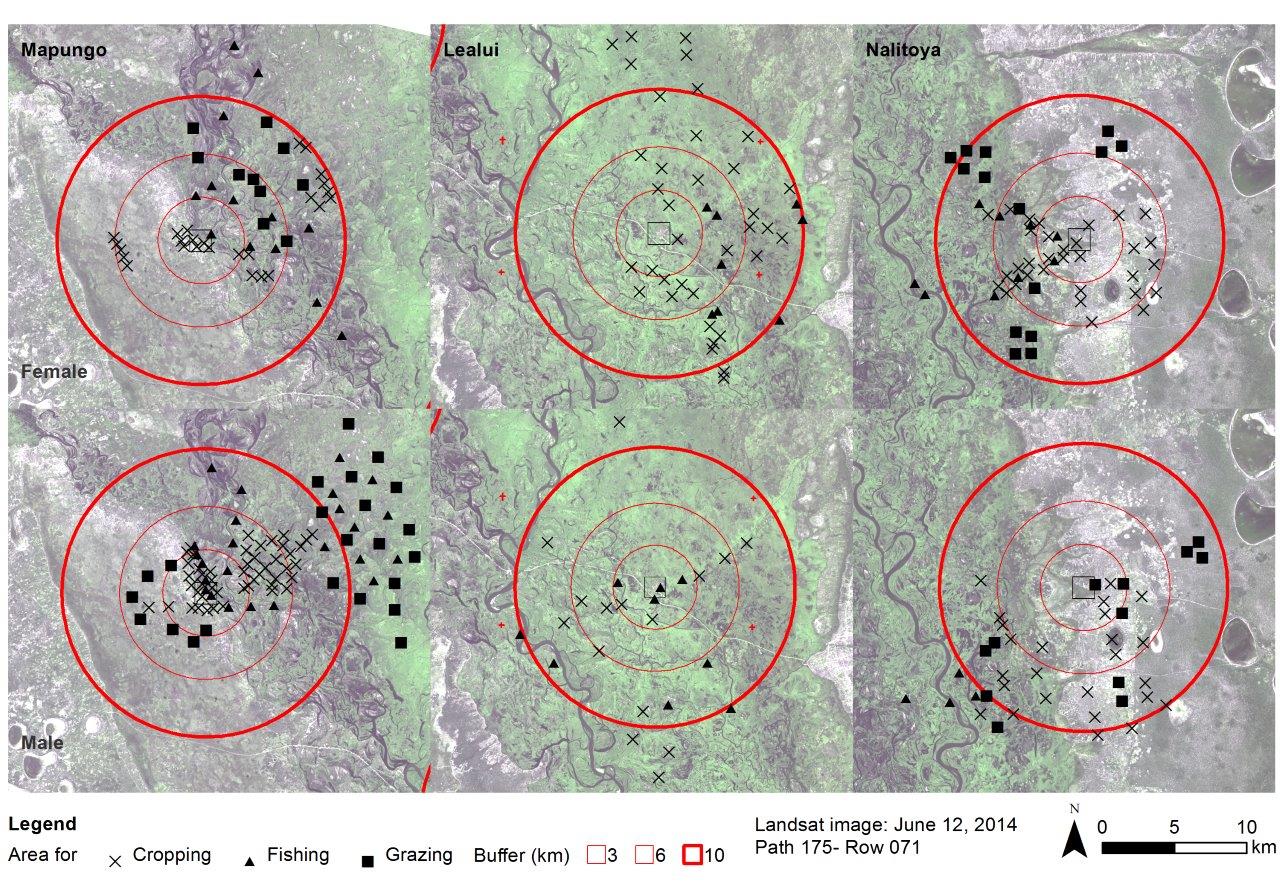 Mapungo
Lealui
Nalitoya
Female
Male
Legend
Area for Cropping Fishing Grazing Buffer (km) 3 6 10
Landsat image: June 12, 2014
Path 175- Row 071
N
0 5 10
km